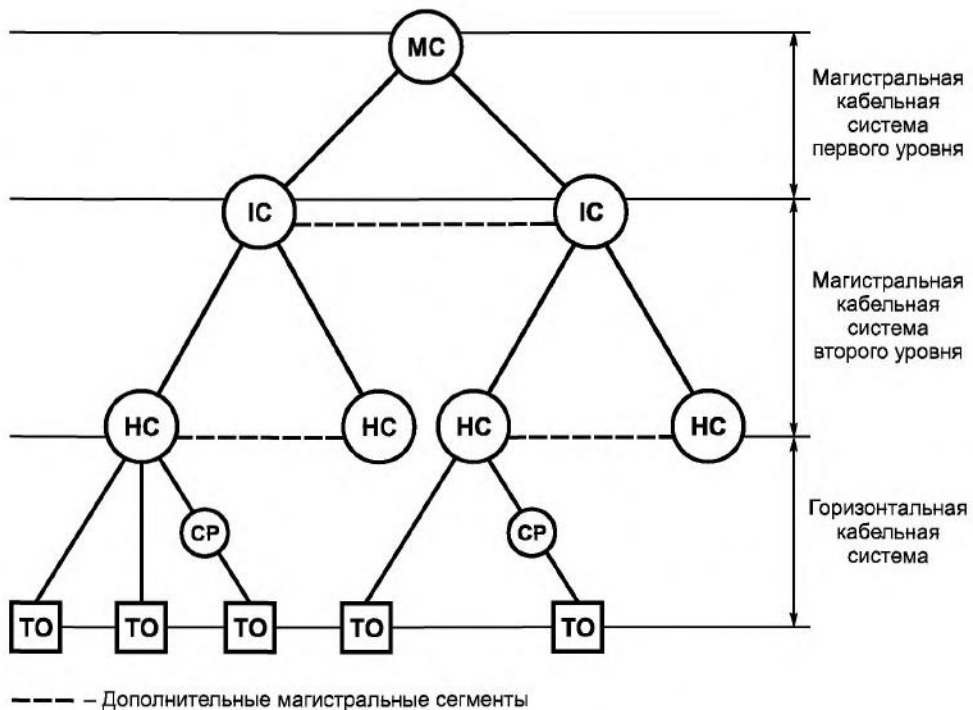 MC
Магистральная
кабельная
система
первого уровня
IC
IC
Магистральная
кабельная
система
второго уровня
HC
HC
HC
HC
CP
CP
Горизонтальная
кабельная
система
TO
TO
TO
TO
TO
– Дополнительные магистральные сегменты